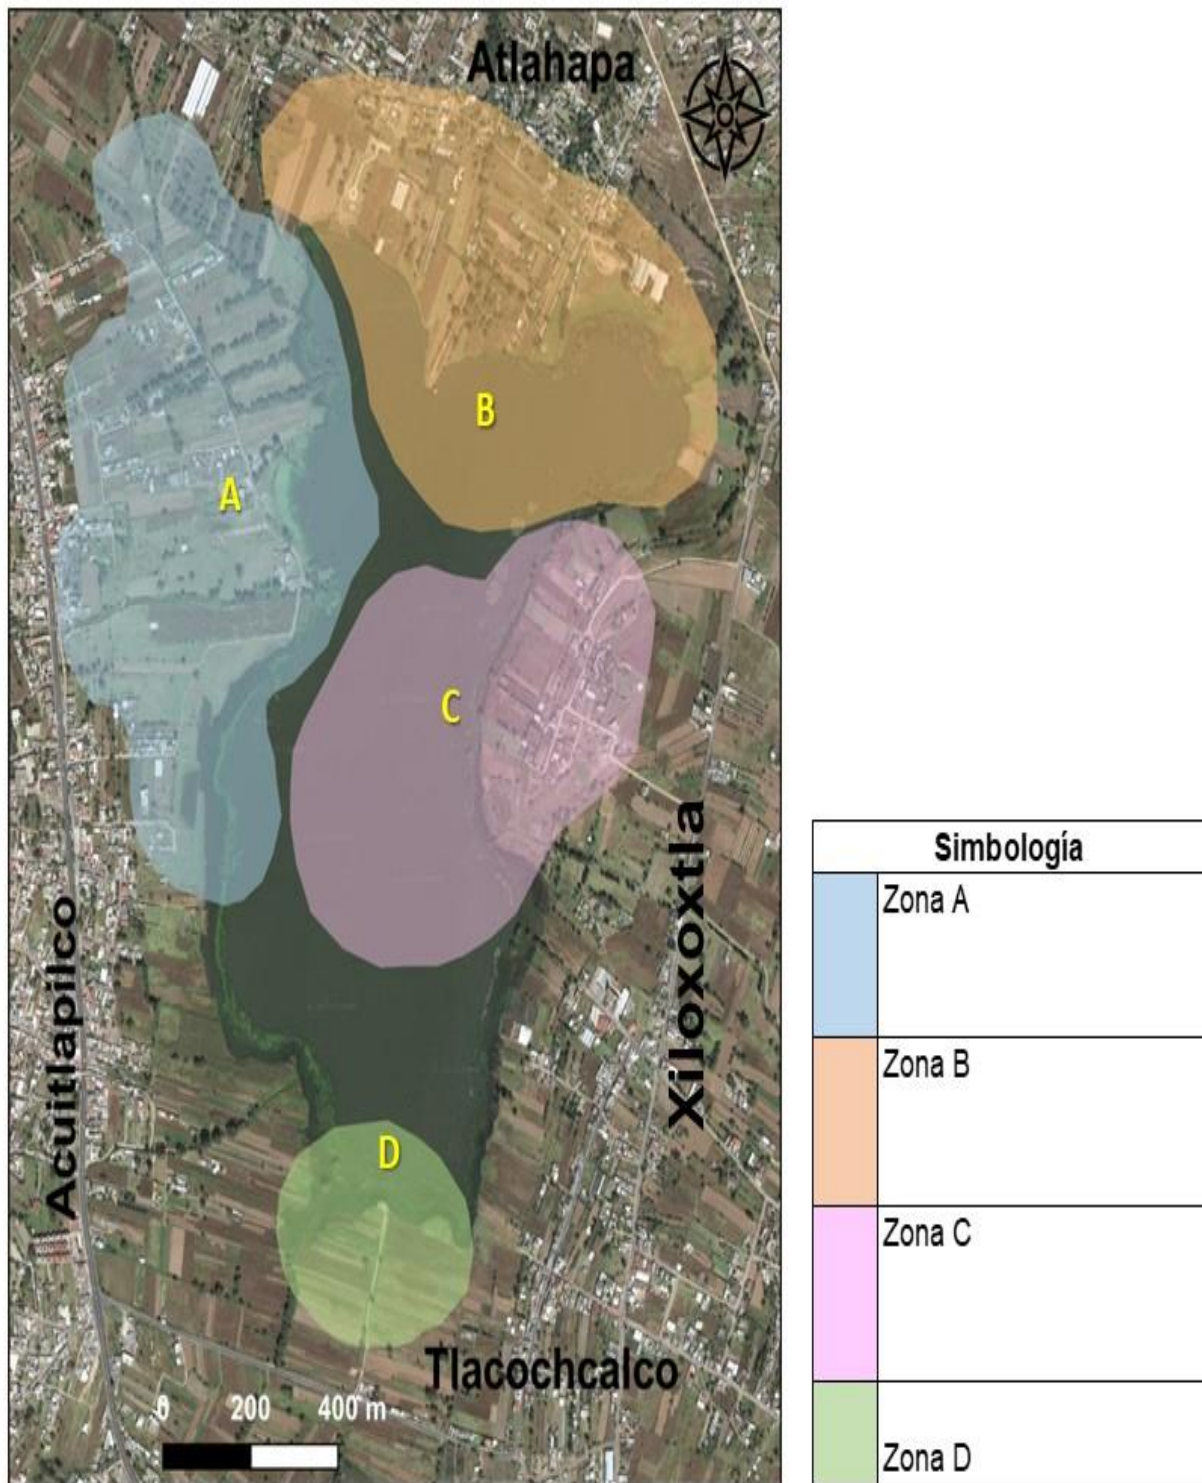 Atlahapa
B
A
C
Xiloxoxtla
Acuitlapilco
D
Tlacochcalco
0 200 400 m
Simbología
Zona A
Zona B
Zona C
Zona D